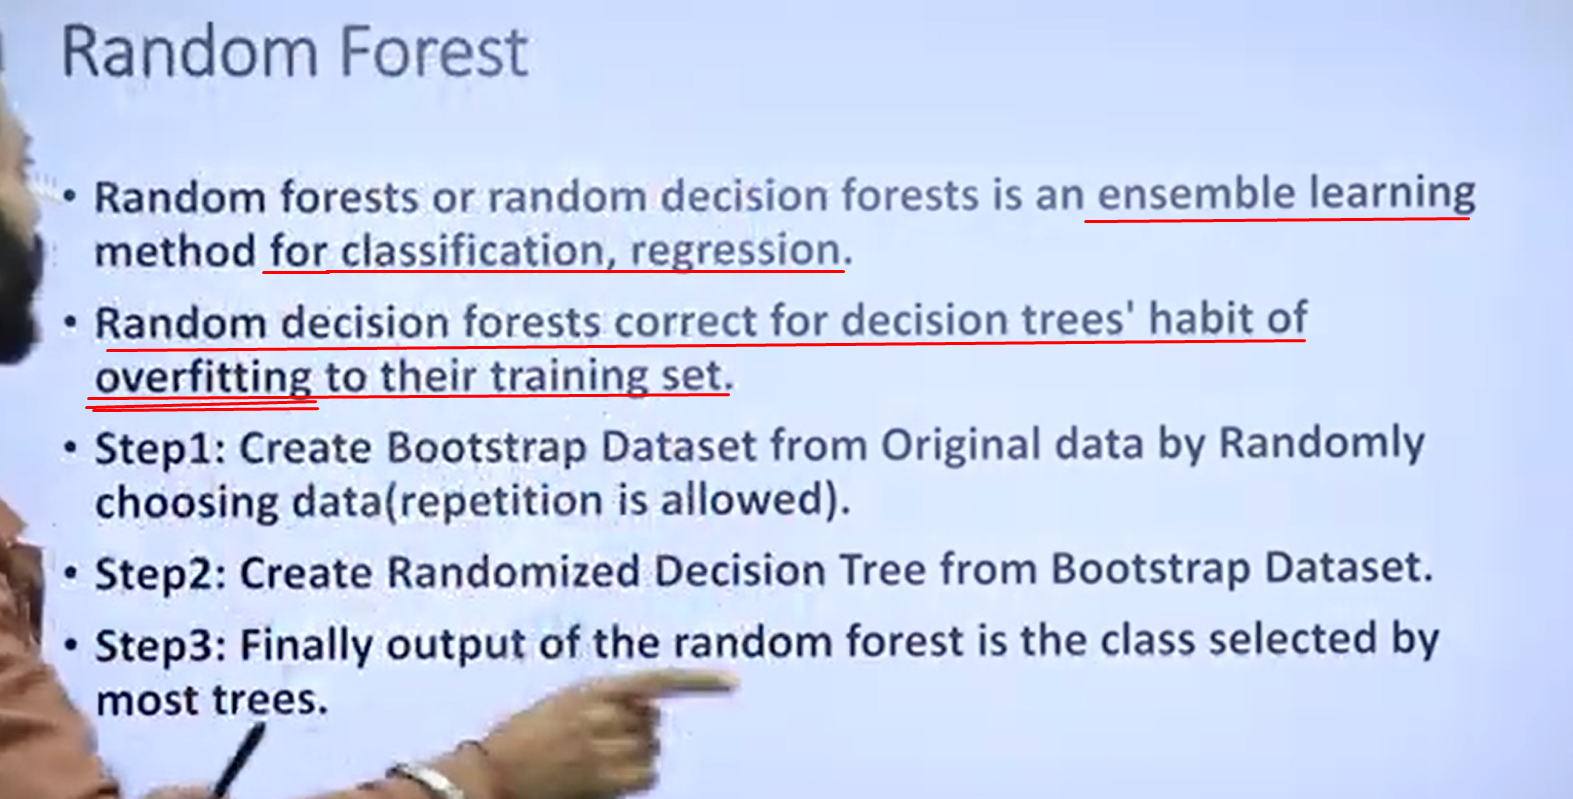 Random Forest
• Random forests or random decision forests is an ensemble learning
method for classification, regression.
• Random decision forests correct for decision trees' habit of
overfitting to their training set.
• Step1: Create Bootstrap Dataset from Original data by Randomly
choosing data(repetition is allowed).
• Step2: Create Randomized Decision Tree from Bootstrap Dataset.
• Step3: Finally output of the random forest is the class selected by
most trees.